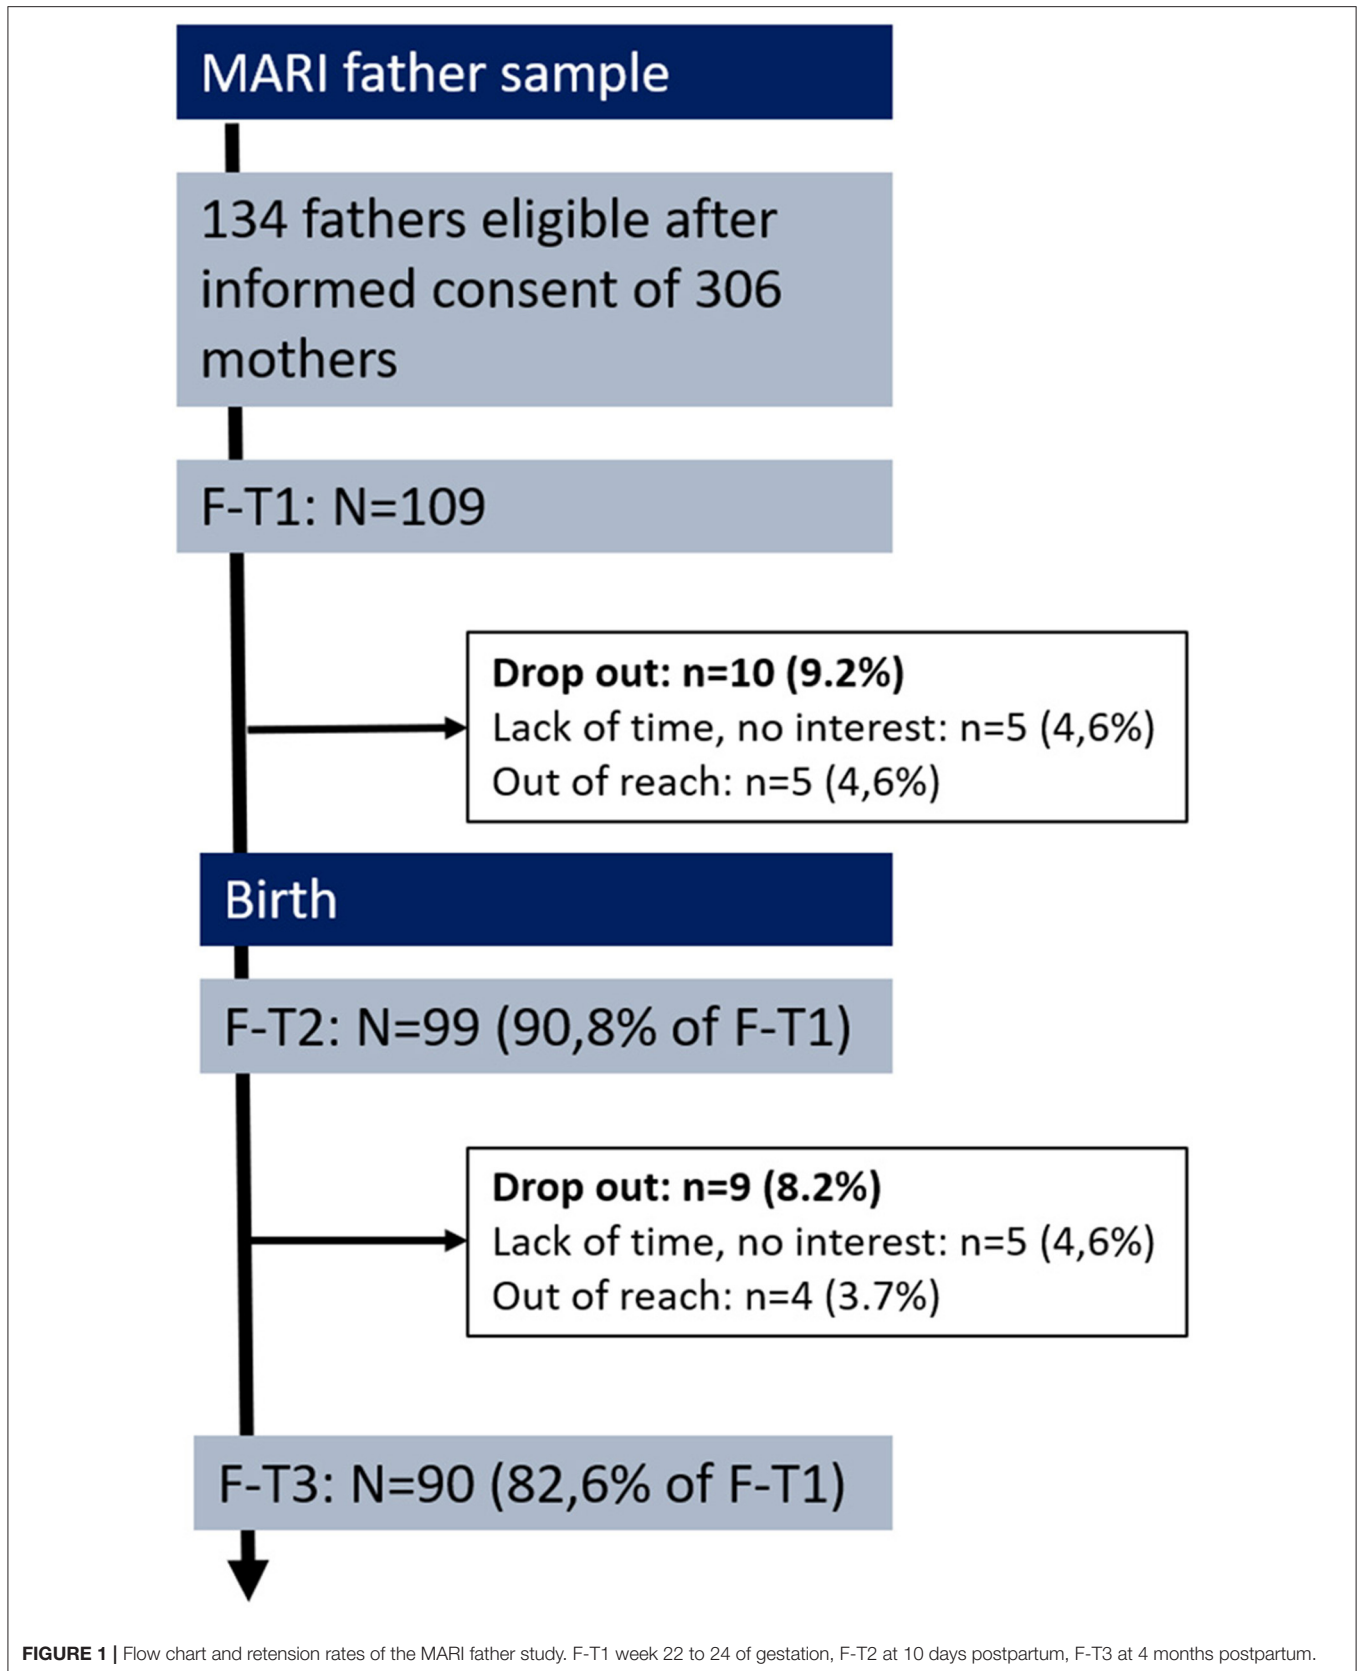 MARI father sample
134 fathers eligible after
informed consent of 306
mothers
F-T1: N=109
Drop out: n=10 (9.2%)
Lack of time, no interest: n=5 (4,6%)
Out of reach: n=5 (4,6%)
Birth
F-T2: N=99 (90,8% of F-T1)
Drop out: n=9 (8.2%)
Lack of time, no interest: n=5 (4,6%)
Out of reach: n=4 (3.7%)
F-T3: N=90 (82,6% of F-T1)
FIGURE 1 | Flow chart and retension rates of the MARI father study. F-T1 week 22 to 24 of gestation, F-T2 at 10 days postpartum, F-T3 at 4 months postpartum.